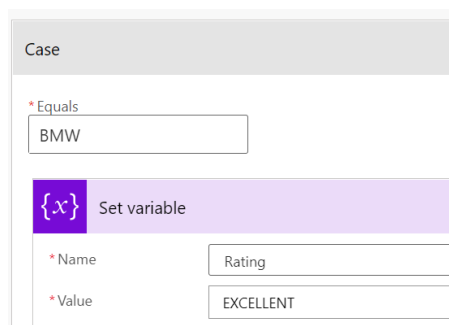 Case
* Equals
BMW
{x} Set variable
* Name Rating
* Value EXCELLENT